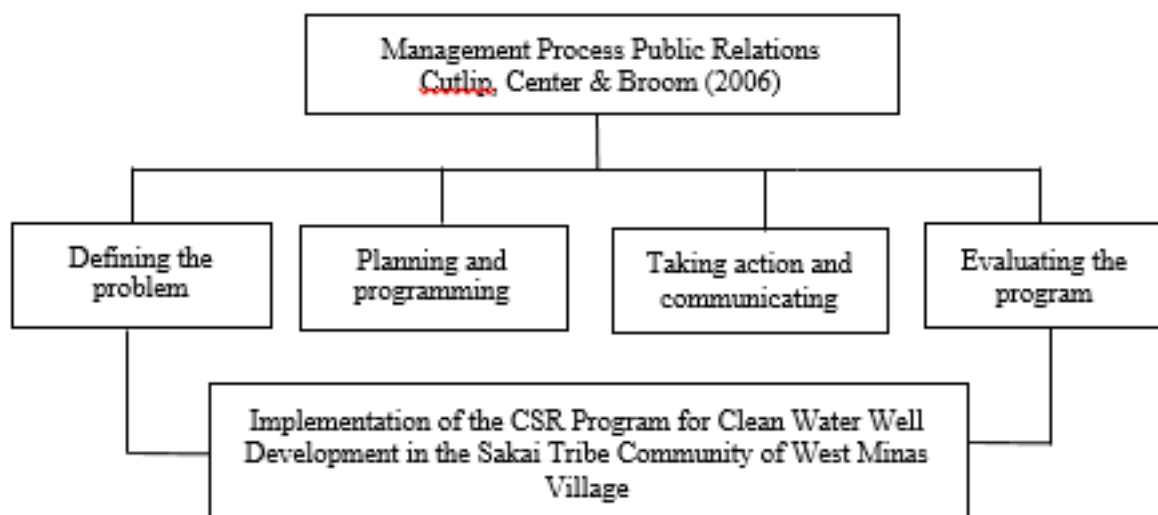 Management Process Public Relations
Cutlip, Center & Broom (2006)
Defining the
problem
Planning and
programming
Taking action and
communicating
Evaluating the
program
Implementation of the CSR Program for Clean Water Well
Development in the Sakai Tribe Community of West Minas
Village